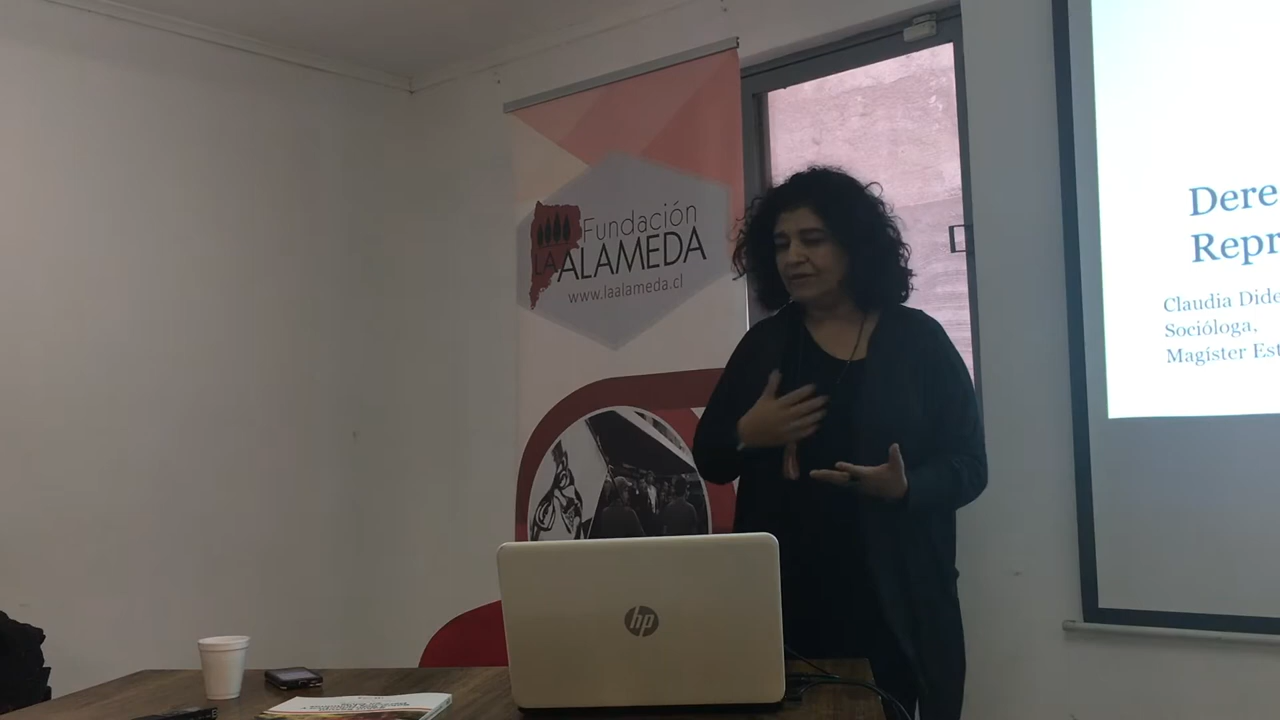 Fundación
LA ALAMEDA
www.laalameda.cl
hp
Dere
Repr
Claudia Dide
Socióloga,
Magíster Est